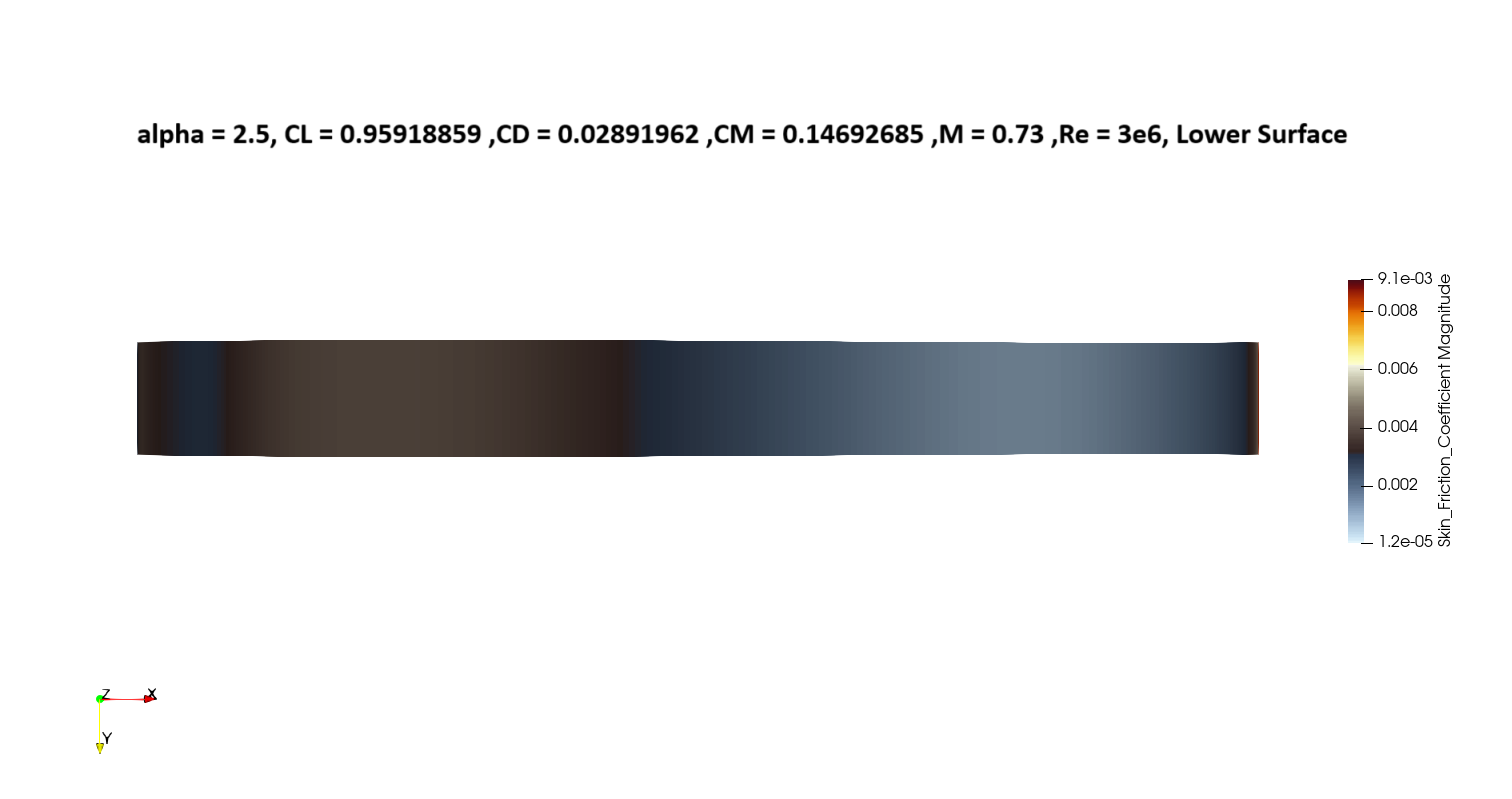 alpha = 2.5, CL = 0.95918859 ,CD = 0.02891962 ,CM = 0.14692685 ,M = 0.73 ,Re = 3e6, Lower Surface
9.1e-03
0.008
0.006
0.004
0.002
1.2e-05
Skin_Friction_Coefficient Magnitude
Z
X
Y